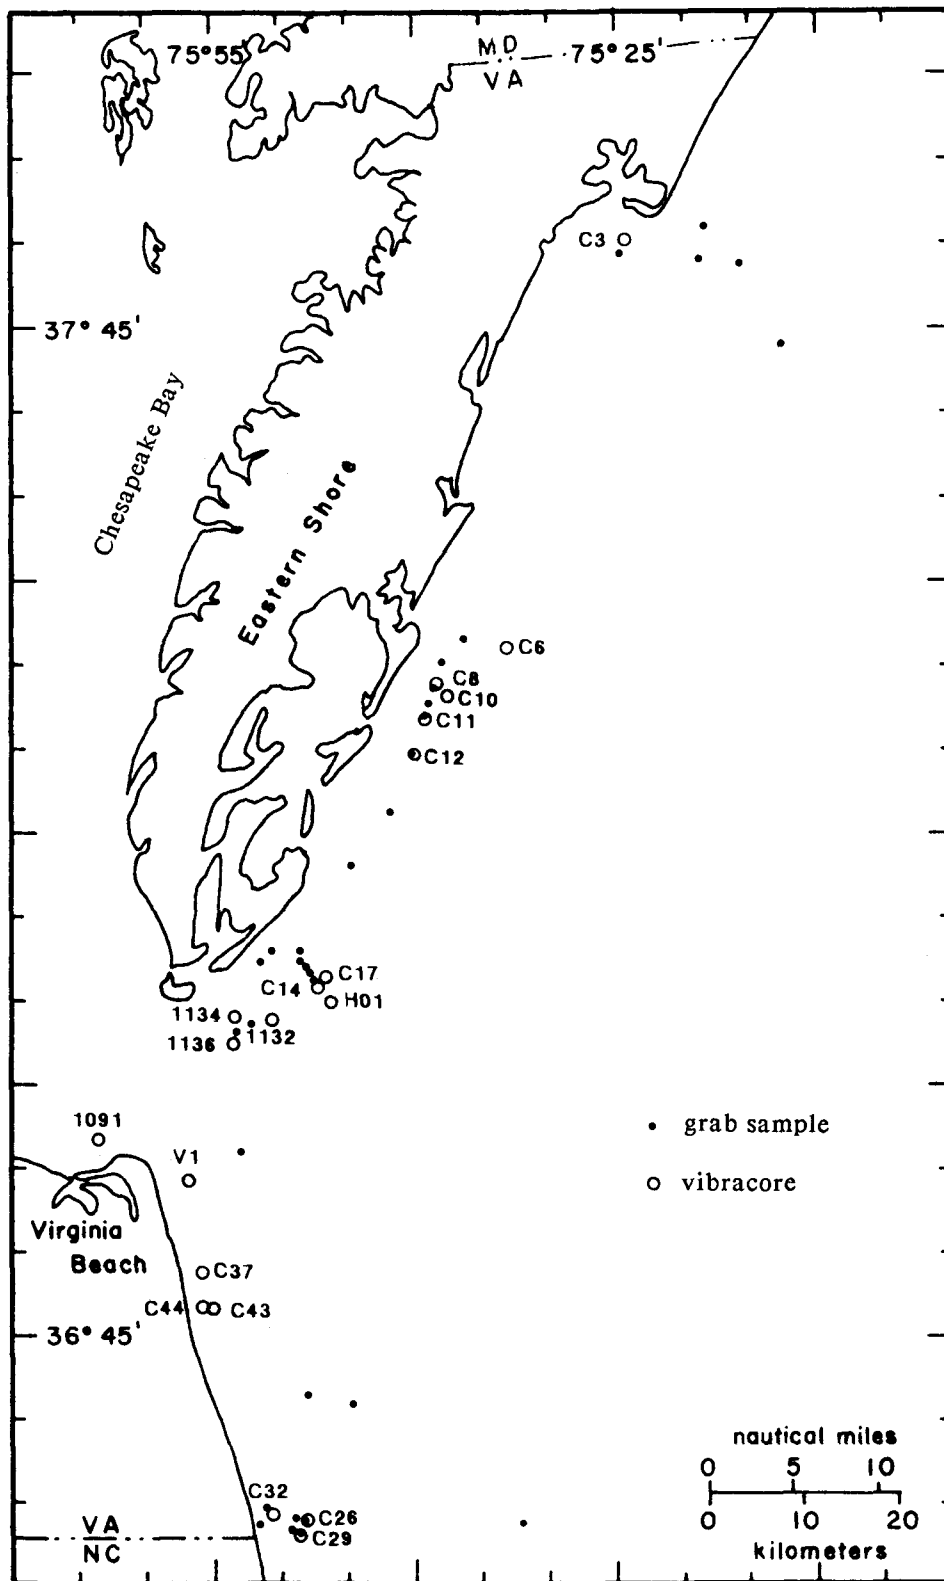 75°55'
MD
75°25'
VA
C3
37°45'
Chesapeake Bay
Eastern Shore
C6
C8
C10
C11
C12
C17
C14
H01
1134
1132
1136
1091
grab sample
V1
vibracore
Virginia
Beach
C37
C44
C43
36°45'
nautical miles
0 5 10
C32
C26
VA
C29
NC
0 10 20
kilometers